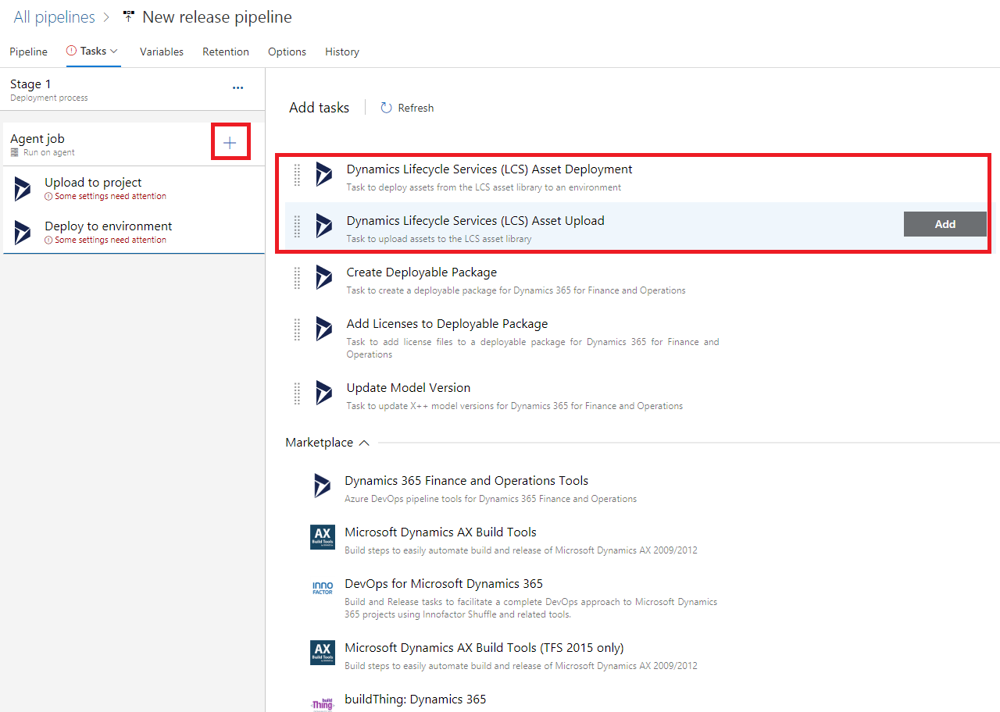 All pipelines > New release pipeline
Pipeline Tasks Variables Retention Options History
Stage 1 ...
Deployment process
Agent job +
Run on agent
Upload to project
Some settings need attention
Deploy to environment
Some settings need attention
Add tasks Refresh
Dynamics Lifecycle Services (LCS) Asset Deployment
Task to deploy assets from the LCS asset library to an environment
Dynamics Lifecycle Services (LCS) Asset Upload
Task to upload assets to the LCS asset library
Add
Create Deployable Package
Task to create a deployable package for Dynamics 365 for Finance and Operations
Add Licenses to Deployable Package
Task to add license files to a deployable package for Dynamics 365 for Finance and
Operations
Update Model Version
Task to update X++ model versions for Dynamics 365 for Finance and Operations
Marketplace
Dynamics 365 Finance and Operations Tools
Azure DevOps pipeline tools for Dynamics 365 Finance and Operations
AX
Build Tools
Microsoft Dynamics AX Build Tools
Build steps to easily automate build and release of Microsoft Dynamics AX 2009/2012
INNO
FACTOR
DevOps for Microsoft Dynamics 365
Build and Release tasks to facilitate a complete DevOps approach to Microsoft Dynamics
365 projects using Innofactor Shuffle and related tools.
AX
Build Tools
Microsoft Dynamics AX Build Tools (TFS 2015 only)
Build steps to easily automate build and release of Microsoft Dynamics AX 2009/2012
build
Thing
buildThing: Dynamics 365